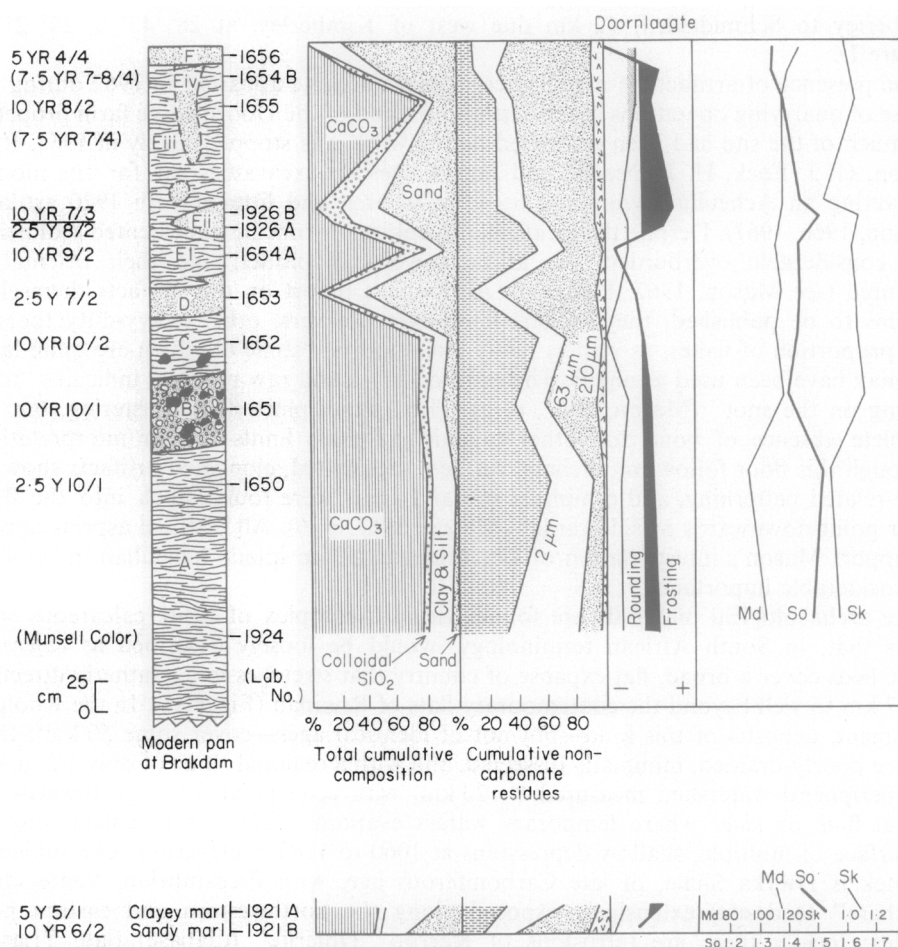 Doornlaagte
5 YR 4/4
F
1656
(7·5 YR 7-8/4)
Eiv
1654 B
10 YR 8/2
1655
CaCO₃
(7·5 YR 7/4)
Eiii
Sand
10 YR 7/3
Eii
1926 B
2·5 Y 8/2
1926 A
10 YR 9/2
EI
1654 A
2·5 Y 7/2
D
1653
10 YR 10/2
C
1652
63 μm
210 μm
10 YR 10/1
B
1651
2·5 Y 10/1
1650
CaCO₃
Clay & Silt
2 μm
A
Rounding
Frosting
Md
So
Sk
(Munsell Color)
1924
25
cm
0
(Lab. No.)
Colloidal SiO₂
Sand
− +
% 20 40 60 80 % 20 40 60 80
Modern pan at Brakdam
Total cumulative composition
Cumulative non-carbonate residues
Md So Sk
5 Y 5/1 Clayey marl 1921 A
10 YR 6/2 Sandy marl 1921 B
Md 80 100 120 Sk 1·0 1·2
So 1·2 1·3 1·4 1·5 1·6 1·7